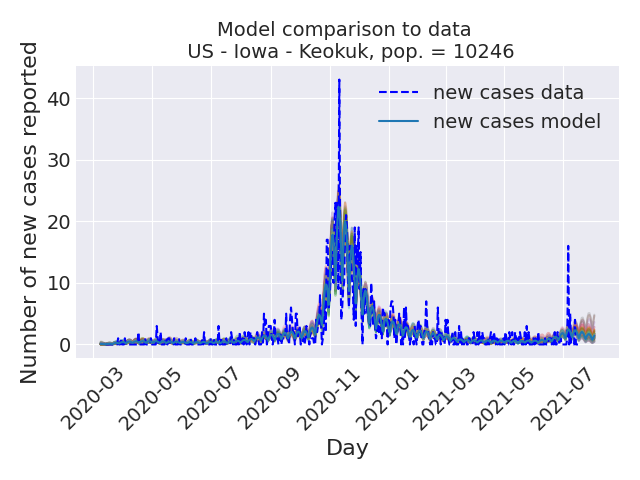 Model comparison to data
US - Iowa - Keokuk, pop. = 10246
new cases data
new cases model
Number of new cases reported
40
30
20
10
0
2020-03
2020-05
2020-07
2020-09
2020-11
2021-01
2021-03
2021-05
2021-07
Day